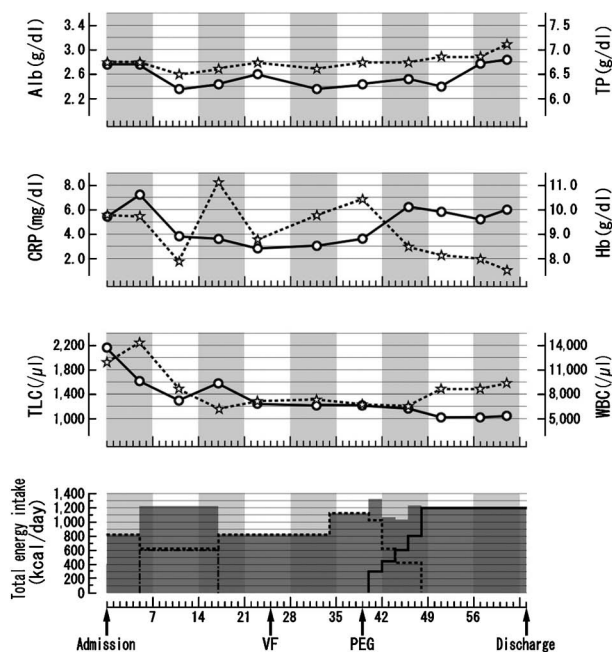 3.4 7.5
3.0 7.0
2.6 6.5
2.2 6.0
Alb(g/dl) TP(g/dl)
8.0 11.0
6.0 10.0
4.0 9.0
2.0 8.0
CRP(mg/dl) Hb(g/dl)
2,200 14,000
1,800 11,000
1,400 8,000
1,000 5,000
TLC(/μl) WBC(/μl)
1,400
1,200
1,000
800
600
400
200
0
Total energy intake
(kcal/day)
7 14 21 28 35 42 49 56
Admission VF PEG Discharge